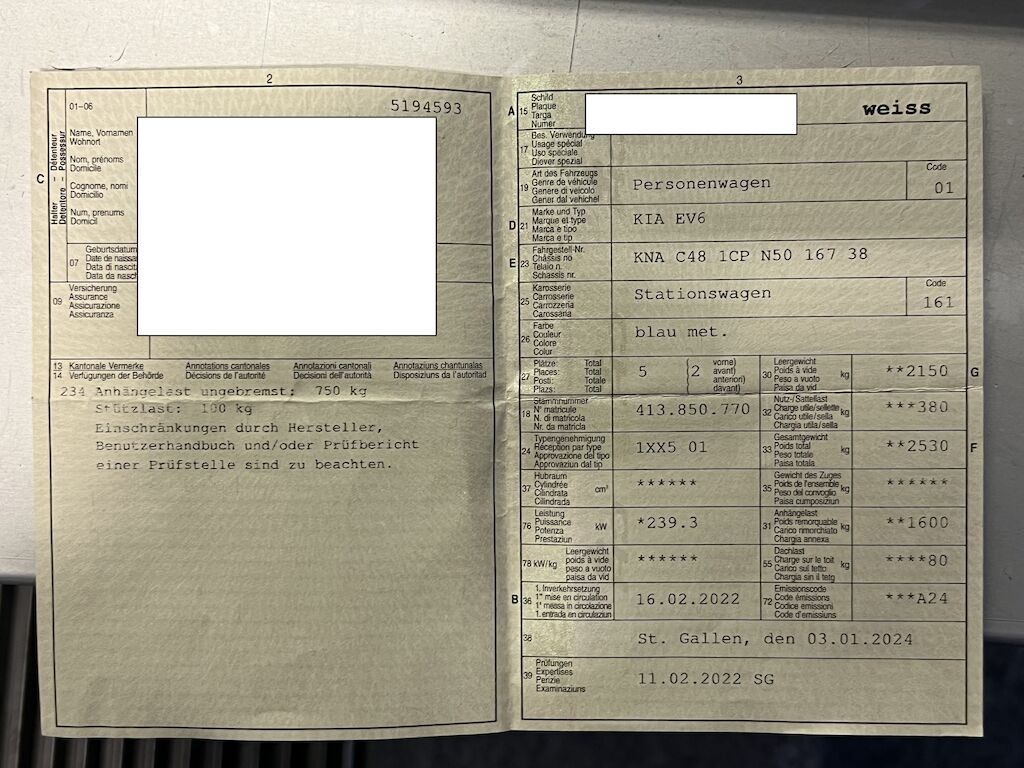 2
01-06
5194593
C
Halter – Détenteur
Detentore – Possessur
Name, Vornamen
Wohnort
Nom, prénoms
Domicile
Cognome, nomi
Domicilio
Num, prenums
Domicil
07
Geburtsdatum
Date de naissa
Data di nascit
Data da nasch
09
Versicherung
Assurance
Assicurazione
Assicuranza
13 Kantonale Vermerke Annotations cantonales Annotazioni cantonali Annotaziuns chantunalas
14 Verfügungen der Behörde Décisions de l'autorité Decisioni dell'autorità Disposiziuns da l'autoritad
234 Anhängelast ungebremst: 750 kg
Stützlast: 100 kg
Einschränkungen durch Hersteller,
Benutzerhandbuch und/oder Prüfbericht
einer Prüfstelle sind zu beachten.
3
A 15
Schild
Plaque
Targa
Numer
weiss
17
Bes. Verwendung
Usage spécial
Uso speciale
Diever spezial
19
Art des Fahrzeugs
Genre de véhicule
Genere di veicolo
Gener dal vehichel
Personenwagen
Code
01
D 21
Marke und Typ
Marque et type
Marca e tipo
Marca e tip
KIA EV6
E 23
Fahrgestell-Nr.
Châssis no
Telaio n.
Schassis nr.
KNA C48 1CP N50 167 38
25
Karosserie
Carrosserie
Carrozzeria
Carossaria
Stationswagen
Code
161
26
Farbe
Couleur
Colore
Colur
blau met.
27
Plätze: Total
Places: Total
Posti: Totale
Plazs: Total
5
(2
vorne)
avant)
anteriori)
davant)
30
Leergewicht
Poids à vide
Peso a vuoto
Paisa da vid
kg
**2150
G
18
Stammnummer
N° matricule
N. di matricola
Nr. da matricla
413.850.770
32
Nutz-/Sattellast
Charge utile/sellette
Carico utile/sella
Chargia utila/sella
kg
***380
24
Typengenehmigung
Réception par type
Approvazione del tipo
Approvaziun dal tip
1XX5 01
33
Gesamtgewicht
Poids total
Peso totale
Paisa totala
kg
**2530
F
37
Hubraum
Cylindrée
Cilindrata
Cilindrada
cm³
******
35
Gewicht des Zuges
Poids de l'ensemble
Peso del convoglio
Paisa cumposiziun
kg
******
76
Leistung
Puissance
Potenza
Prestaziun
kW
*239.3
31
Anhängelast
Poids remorquable
Carico rimorchiato
Chargia annexa
kg
**1600
78 kW/kg
Leergewicht
poids à vide
peso a vuoto
paisa da vid
******
55
Dachlast
Charge sur le toit
Carico sul tetto
Chargia sin il tetg
kg
****80
B 36
1. Inverkehrsetzung
1re mise en circulation
1a messa in circolazione
1. entrada en circulaziun
16.02.2022
72
Emissionscode
Code émissions
Codice emissioni
Code d'emissiuns
***A24
38
St. Gallen, den 03.01.2024
39
Prüfungen
Expertises
Perizie
Examinaziuns
11.02.2022 SG